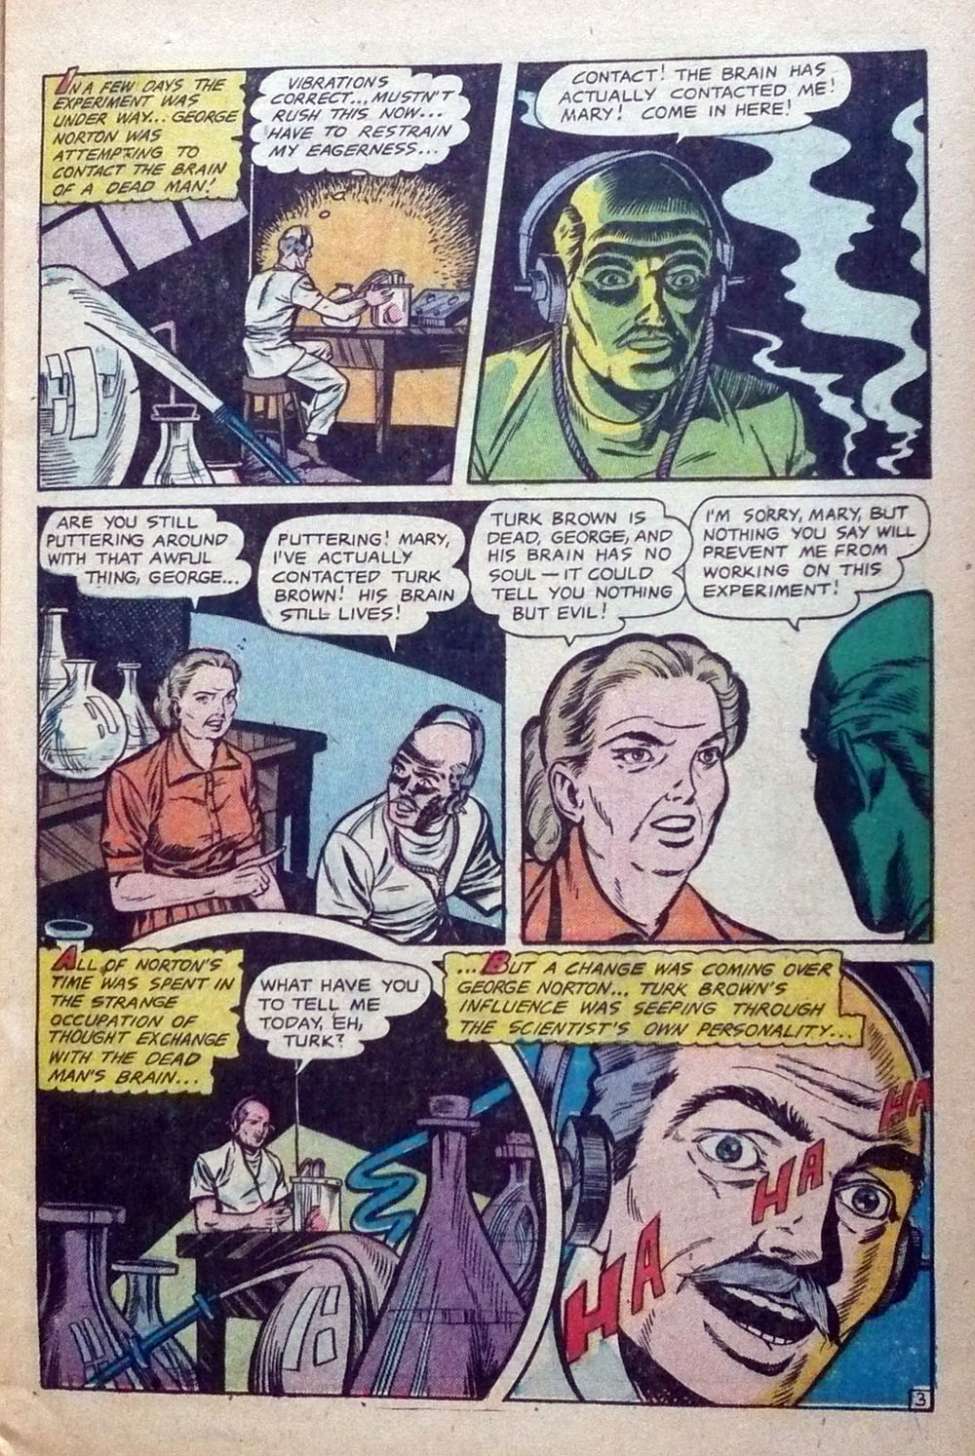 IN A FEW DAYS THE
EXPERIMENT WAS
UNDER WAY... GEORGE
NORTON WAS
ATTEMPTING TO
CONTACT THE BRAIN
OF A DEAD MAN!
VIBRATIONS
CORRECT... MUSTN'T
RUSH THIS NOW...
HAVE TO RESTRAIN
MY EAGERNESS...
CONTACT! THE BRAIN HAS
ACTUALLY CONTACTED ME!
MARY! COME IN HERE!
ARE YOU STILL
PUTTERING AROUND
WITH THAT AWFUL
THING, GEORGE...
PUTTERING! MARY,
I'VE ACTUALLY
CONTACTED TURK
BROWN! HIS BRAIN
STILL LIVES!
TURK BROWN IS
DEAD, GEORGE, AND
HIS BRAIN HAS NO
SOUL — IT COULD
TELL YOU NOTHING
BUT EVIL!
I'M SORRY, MARY, BUT
NOTHING YOU SAY WILL
PREVENT ME FROM
WORKING ON THIS
EXPERIMENT!
ALL OF NORTON'S
TIME WAS SPENT IN
THE STRANGE
OCCUPATION OF
THOUGHT EXCHANGE
WITH THE DEAD
MAN'S BRAIN...
WHAT HAVE YOU
TO TELL ME
TODAY, EH,
TURK?
...BUT A CHANGE WAS COMING OVER
GEORGE NORTON... TURK BROWN'S
INFLUENCE WAS SEEPING THROUGH
THE SCIENTIST'S OWN PERSONALITY...
HA
HA
HA
3